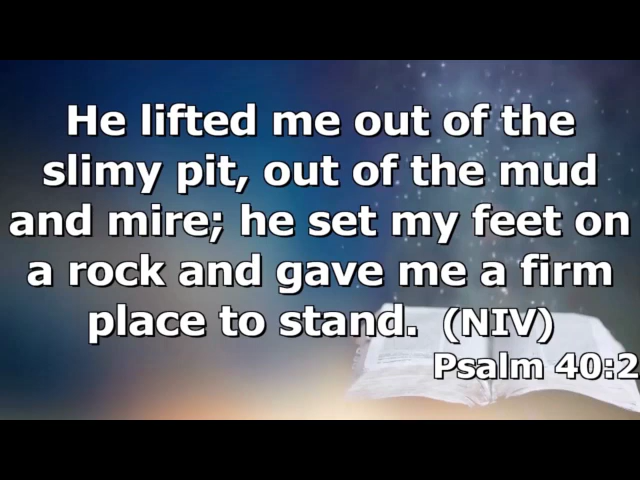 He lifted me out of the
slimy pit, out of the mud
and mire; he set my feet on
a rock and gave me a firm
place to stand. (NIV)
Psalm 40:2